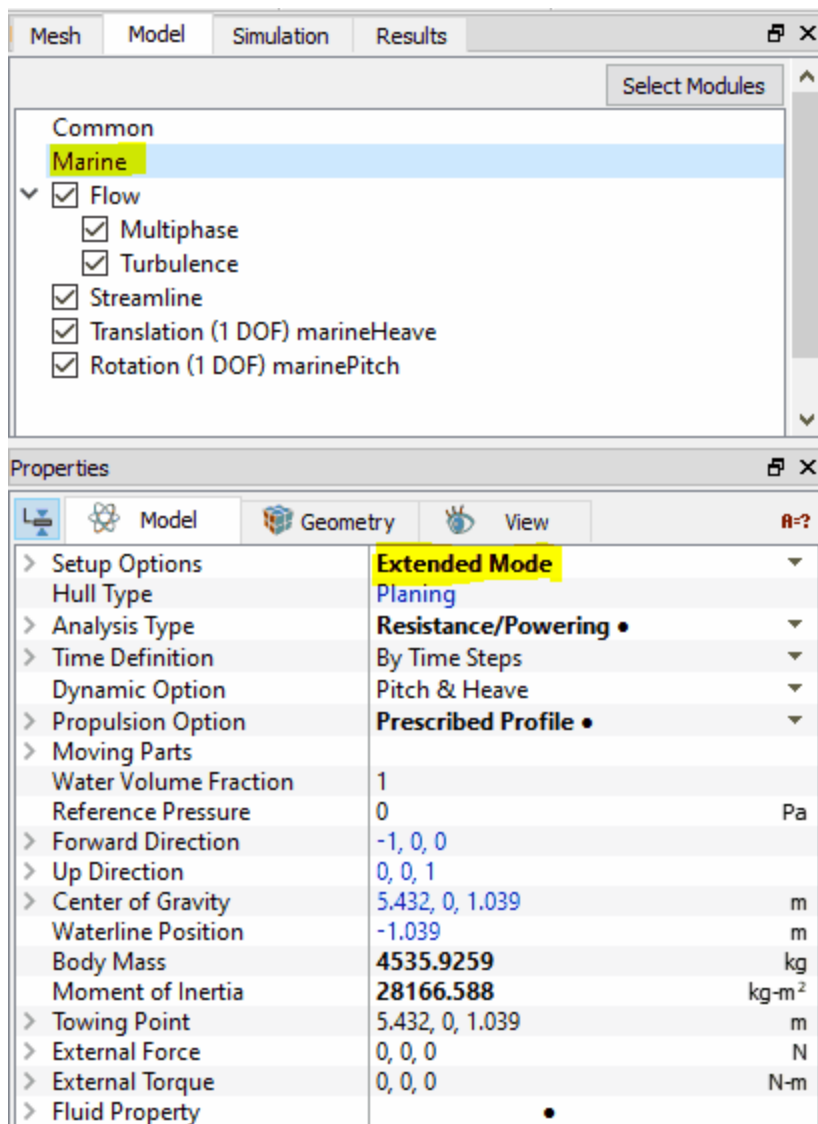 Mesh Model Simulation Results
Select Modules
Common
Marine
Flow
Multiphase
Turbulence
Streamline
Translation (1 DOF) marineHeave
Rotation (1 DOF) marinePitch
Properties
Model Geometry View A=?
Setup Options Extended Mode
Hull Type Planing
Analysis Type Resistance/Powering •
Time Definition By Time Steps
Dynamic Option Pitch & Heave
Propulsion Option Prescribed Profile •
Moving Parts
Water Volume Fraction 1
Reference Pressure 0 Pa
Forward Direction -1, 0, 0
Up Direction 0, 0, 1
Center of Gravity 5.432, 0, 1.039 m
Waterline Position -1.039 m
Body Mass 4535.9259 kg
Moment of Inertia 28166.588 kg-m²
Towing Point 5.432, 0, 1.039 m
External Force 0, 0, 0 N
External Torque 0, 0, 0 N-m
Fluid Property •